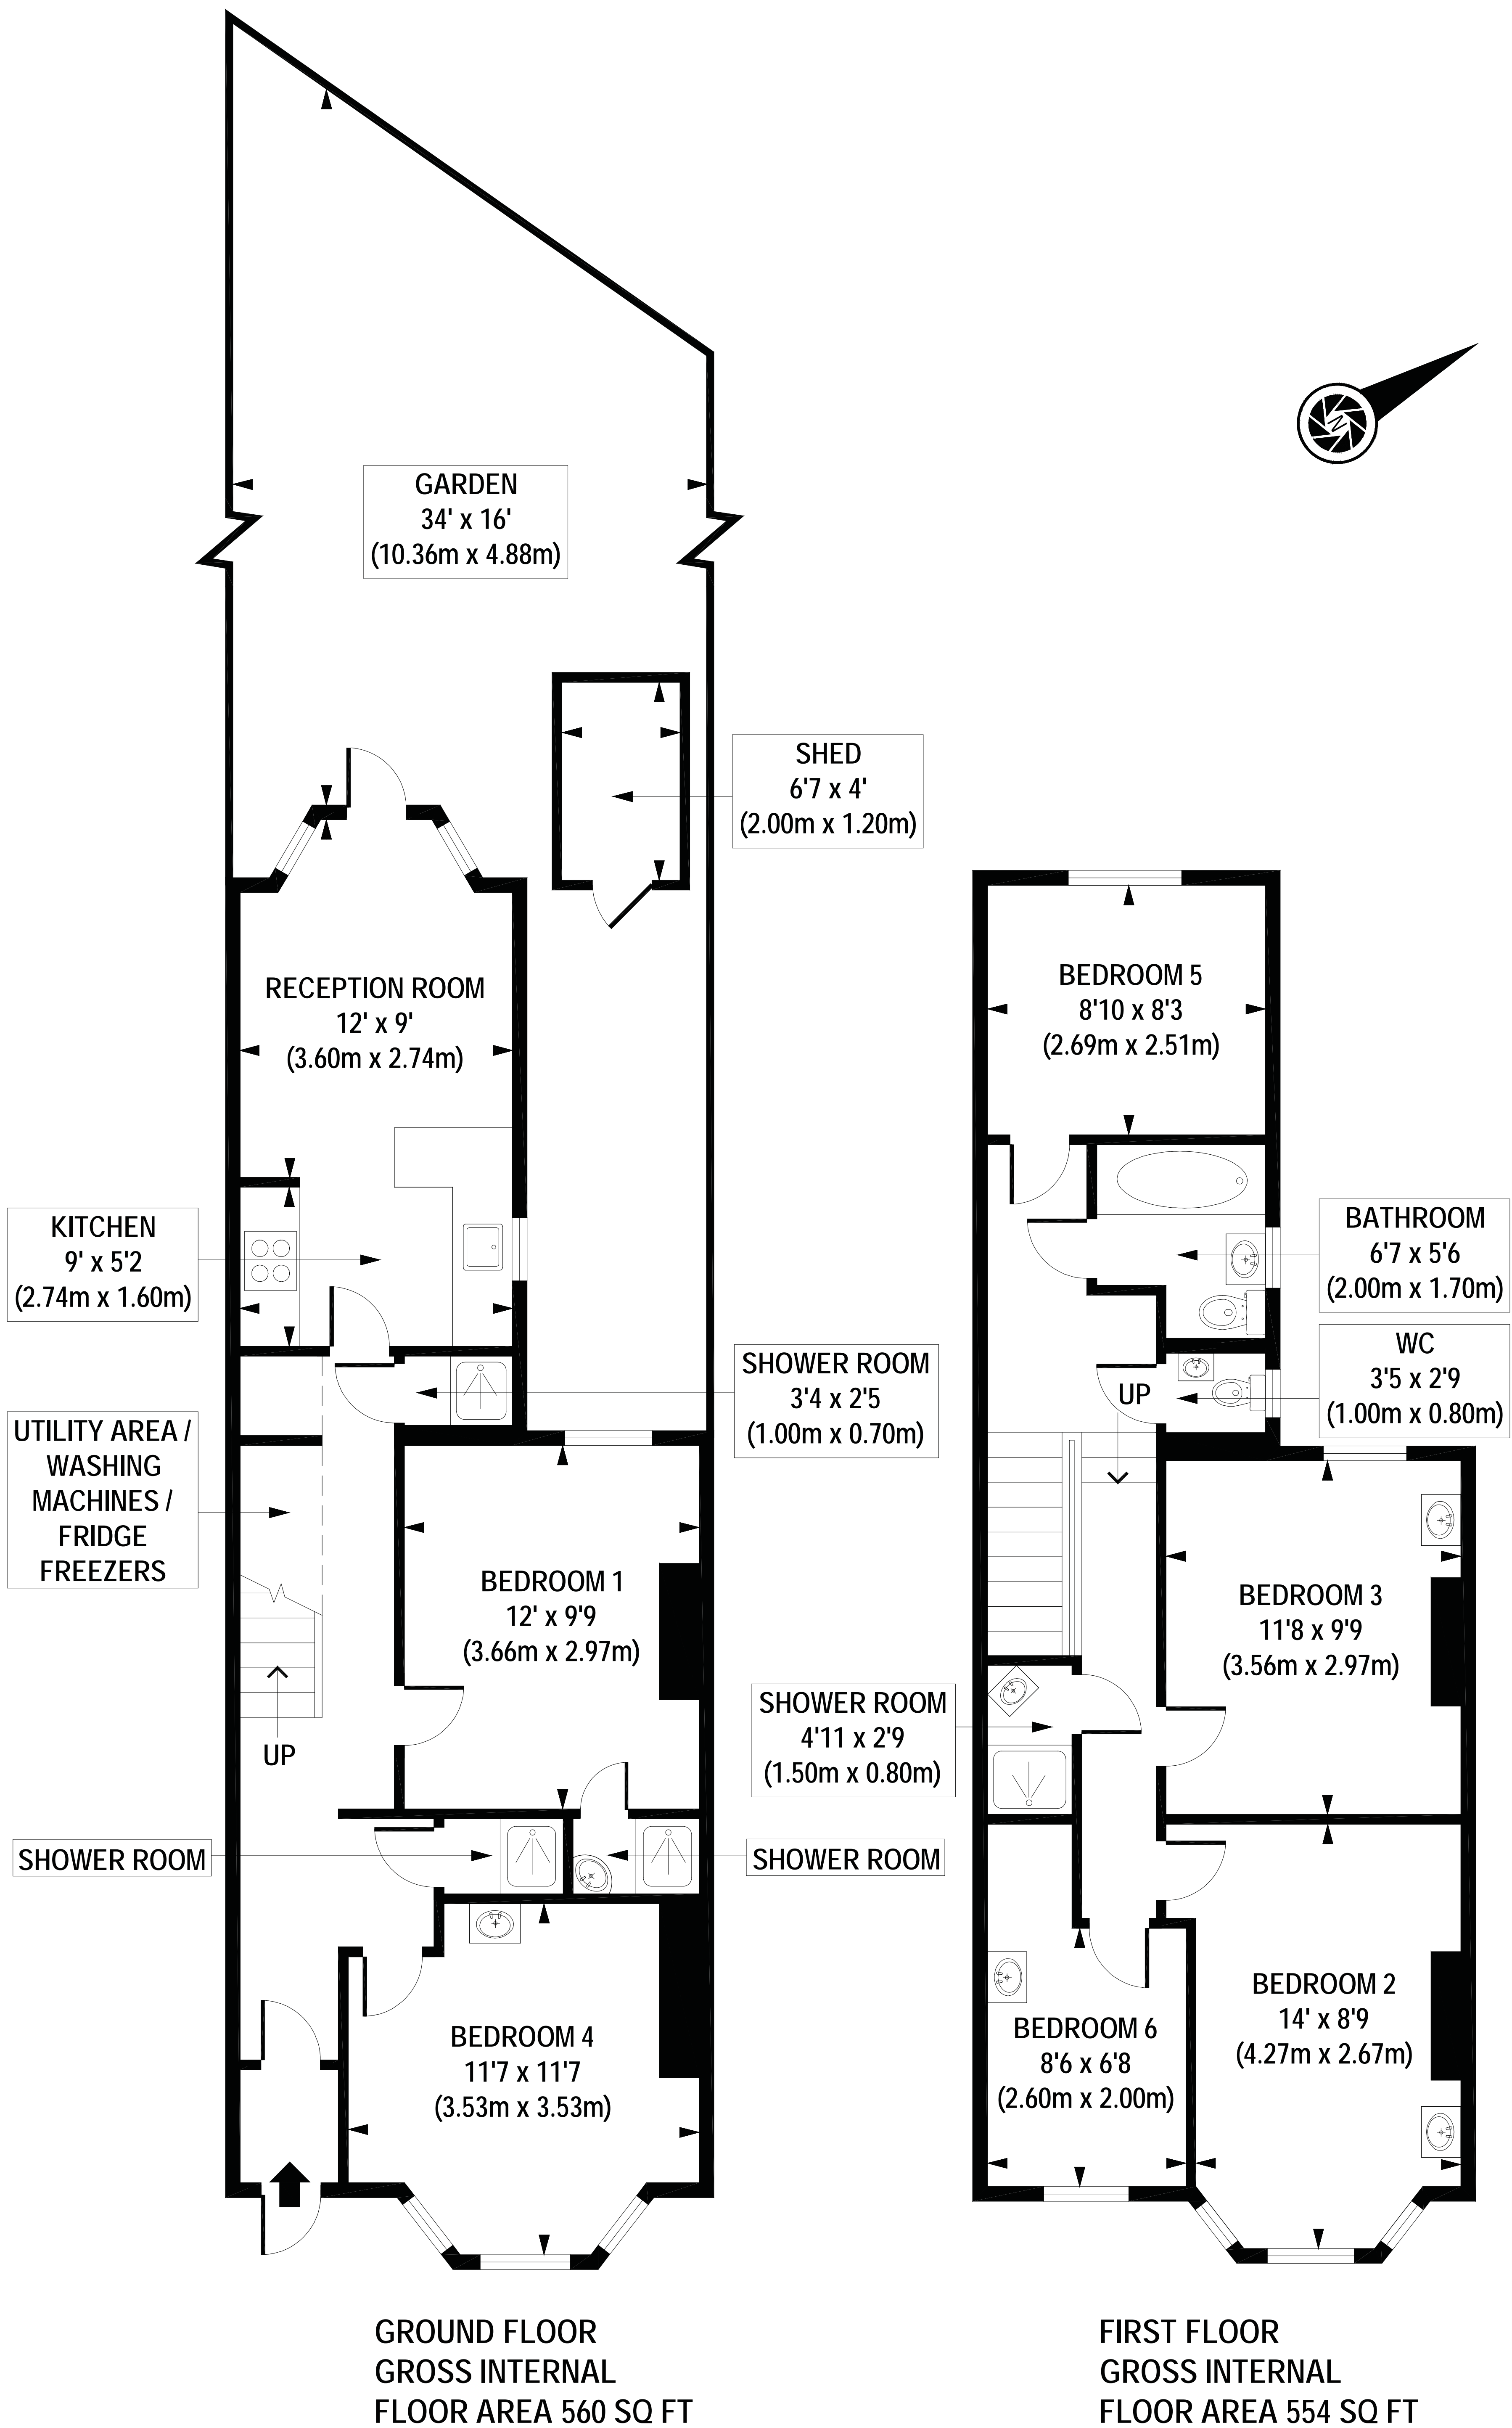 GARDEN
34' x 16'
(10.36m x 4.88m)
N
SHED
6'7 x 4'
(2.00m x 1.20m)
RECEPTION ROOM
12' x 9'
(3.60m x 2.74m)
KITCHEN
9' x 5'2
(2.74m x 1.60m)
SHOWER ROOM
3'4 x 2'5
(1.00m x 0.70m)
UTILITY AREA /
WASHING
MACHINES /
FRIDGE
FREEZERS
BEDROOM 1
12' x 9'9
(3.66m x 2.97m)
UP
SHOWER ROOM
SHOWER ROOM
BEDROOM 4
11'7 x 11'7
(3.53m x 3.53m)
GROUND FLOOR
GROSS INTERNAL
FLOOR AREA 560 SQ FT
BEDROOM 5
8'10 x 8'3
(2.69m x 2.51m)
BATHROOM
6'7 x 5'6
(2.00m x 1.70m)
WC
3'5 x 2'9
(1.00m x 0.80m)
UP
BEDROOM 3
11'8 x 9'9
(3.56m x 2.97m)
SHOWER ROOM
4'11 x 2'9
(1.50m x 0.80m)
BEDROOM 2
14' x 8'9
(4.27m x 2.67m)
BEDROOM 6
8'6 x 6'8
(2.60m x 2.00m)
FIRST FLOOR
GROSS INTERNAL
FLOOR AREA 554 SQ FT